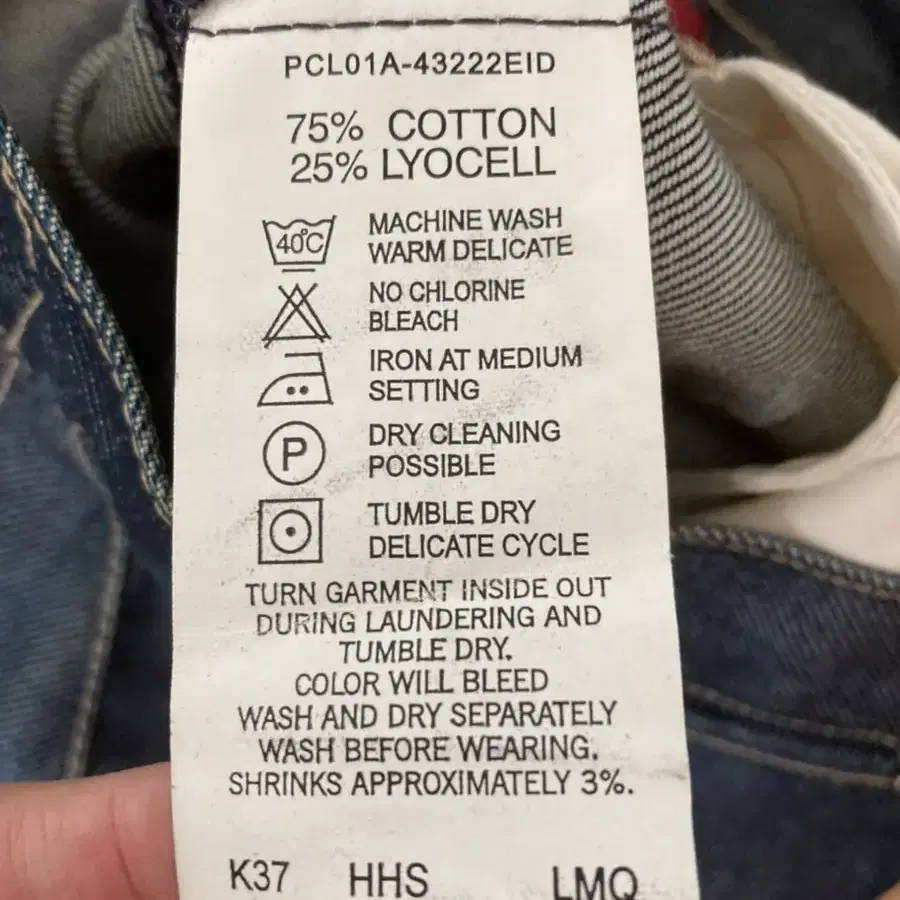 PCL01A-43222EID
75% COTTON
25% LYOCELL
40°C
MACHINE WASH
WARM DELICATE
NO CHLORINE
BLEACH
IRON AT MEDIUM
SETTING
P
DRY CLEANING
POSSIBLE
TUMBLE DRY
DELICATE CYCLE
TURN GARMENT INSIDE OUT
DURING LAUNDERING AND
TUMBLE DRY.
COLOR WILL BLEED
WASH AND DRY SEPARATELY
WASH BEFORE WEARING.
SHRINKS APPROXIMATELY 3%.
K37 HHS LMQ